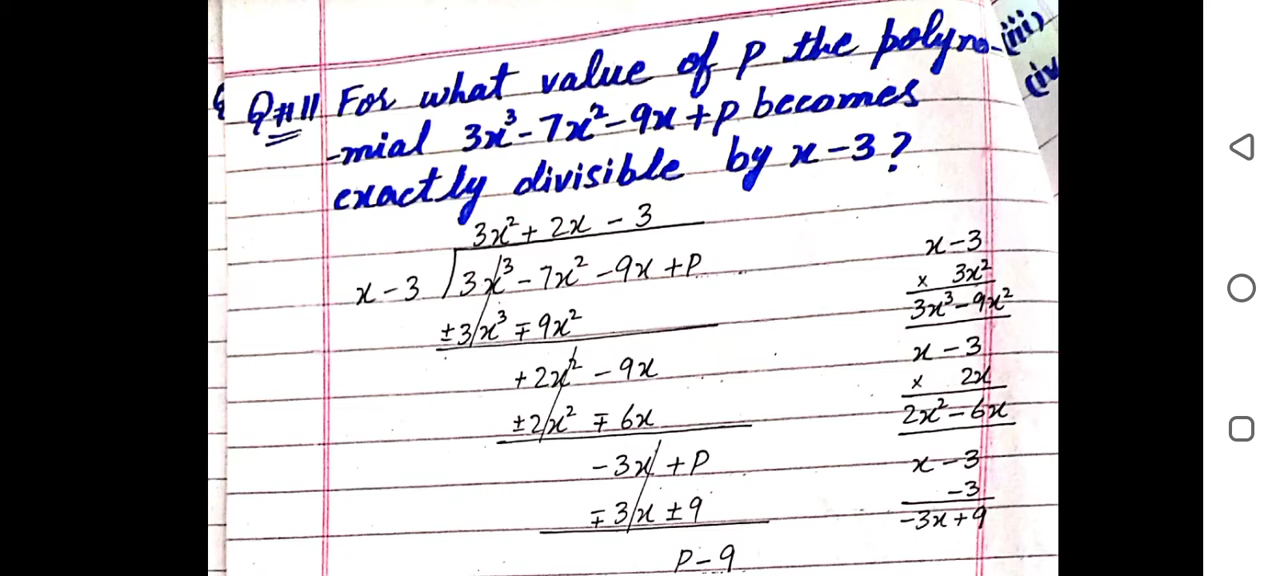 Q#11 For what value of P the polyno-
-mial 3x³-7x²-9x+P becomes
exactly divisible by x-3?
3x²+2x-3
x-3 3x³-7x²-9x+P
±3x³∓9x²
+2x²-9x
±2x²∓6x
-3x+P
∓3x±9
P-9
x-3
× 3x²
3x³-9x²
x-3
× 2x
2x²-6x
x-3
-3
-3x+9
(iii)
(iv